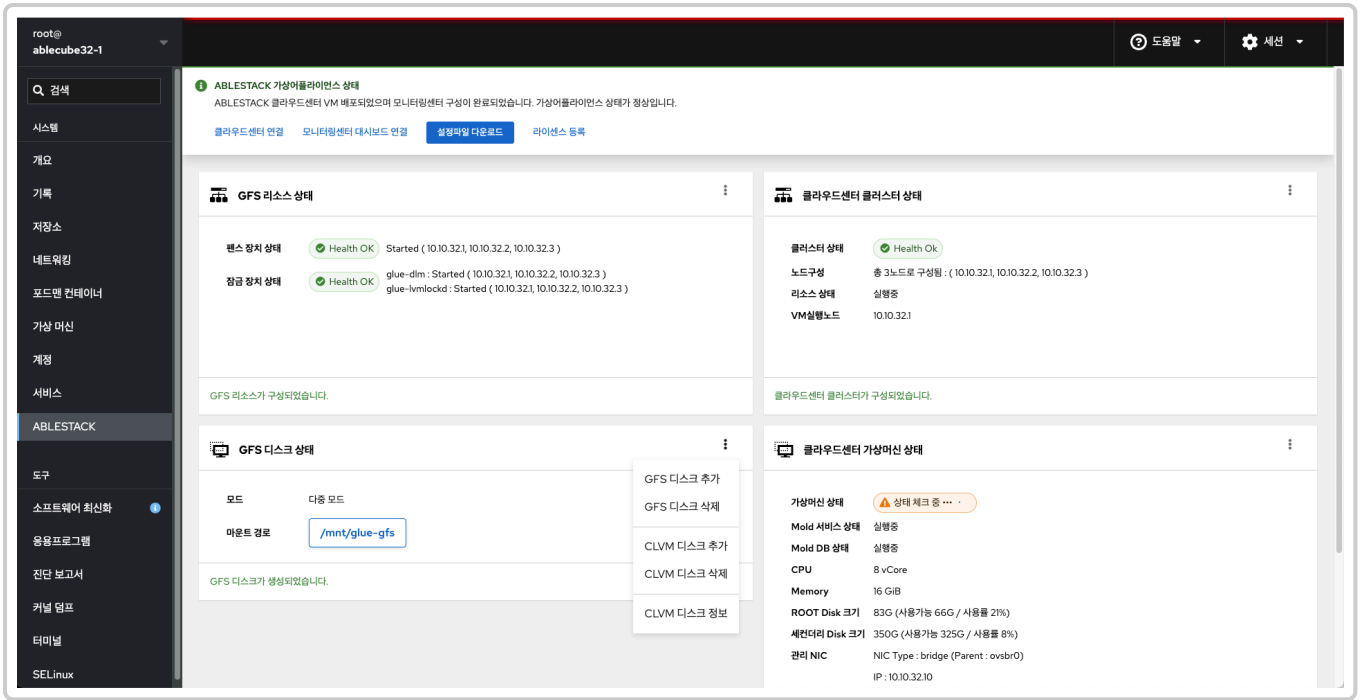 root@
ablecube32-1
도움말
세션
검색
시스템
개요
기록
저장소
네트워킹
포드맨 컨테이너
가상 머신
계정
서비스
ABLESTACK
도구
소프트웨어 최신화
응용프로그램
진단 보고서
커널 덤프
터미널
SELinux
ABLESTACK 가상어플라이언스 상태
ABLESTACK 클라우드센터 VM 배포되었으며 모니터링센터 구성이 완료되었습니다. 가상어플라이언스 상태가 정상입니다.
클라우드센터 연결 모니터링센터 대시보드 연결 설정파일 다운로드 라이센스 등록
GFS 리소스 상태
펜스 장치 상태 Health OK Started ( 10.10.32.1, 10.10.32.2, 10.10.32.3 )
잠금 장치 상태 Health OK glue-dlm : Started ( 10.10.32.1, 10.10.32.2, 10.10.32.3 )
glue-lvmlockd : Started ( 10.10.32.1, 10.10.32.2, 10.10.32.3 )
GFS 리소스가 구성되었습니다.
클라우드센터 클러스터 상태
클러스터 상태 Health Ok
노드구성 총 3노드로 구성됨 : ( 10.10.32.1, 10.10.32.2, 10.10.32.3 )
리소스 상태 실행중
VM실행노드 10.10.32.1
클라우드센터 클러스터가 구성되었습니다.
GFS 디스크 상태
모드 다중 모드
마운트 경로 /mnt/glue-gfs
GFS 디스크가 생성되었습니다.
GFS 디스크 추가
GFS 디스크 삭제
CLVM 디스크 추가
CLVM 디스크 삭제
CLVM 디스크 정보
클라우드센터 가상머신 상태
가상머신 상태 상태 체크 중 •••
Mold 서비스 상태 실행중
Mold DB 상태 실행중
CPU 8 vCore
Memory 16 GiB
ROOT Disk 크기 83G (사용가능 66G / 사용률 21%)
세컨더리 Disk 크기 350G (사용가능 325G / 사용률 8%)
관리 NIC NIC Type : bridge (Parent : ovsbr0)
IP : 10.10.32.10